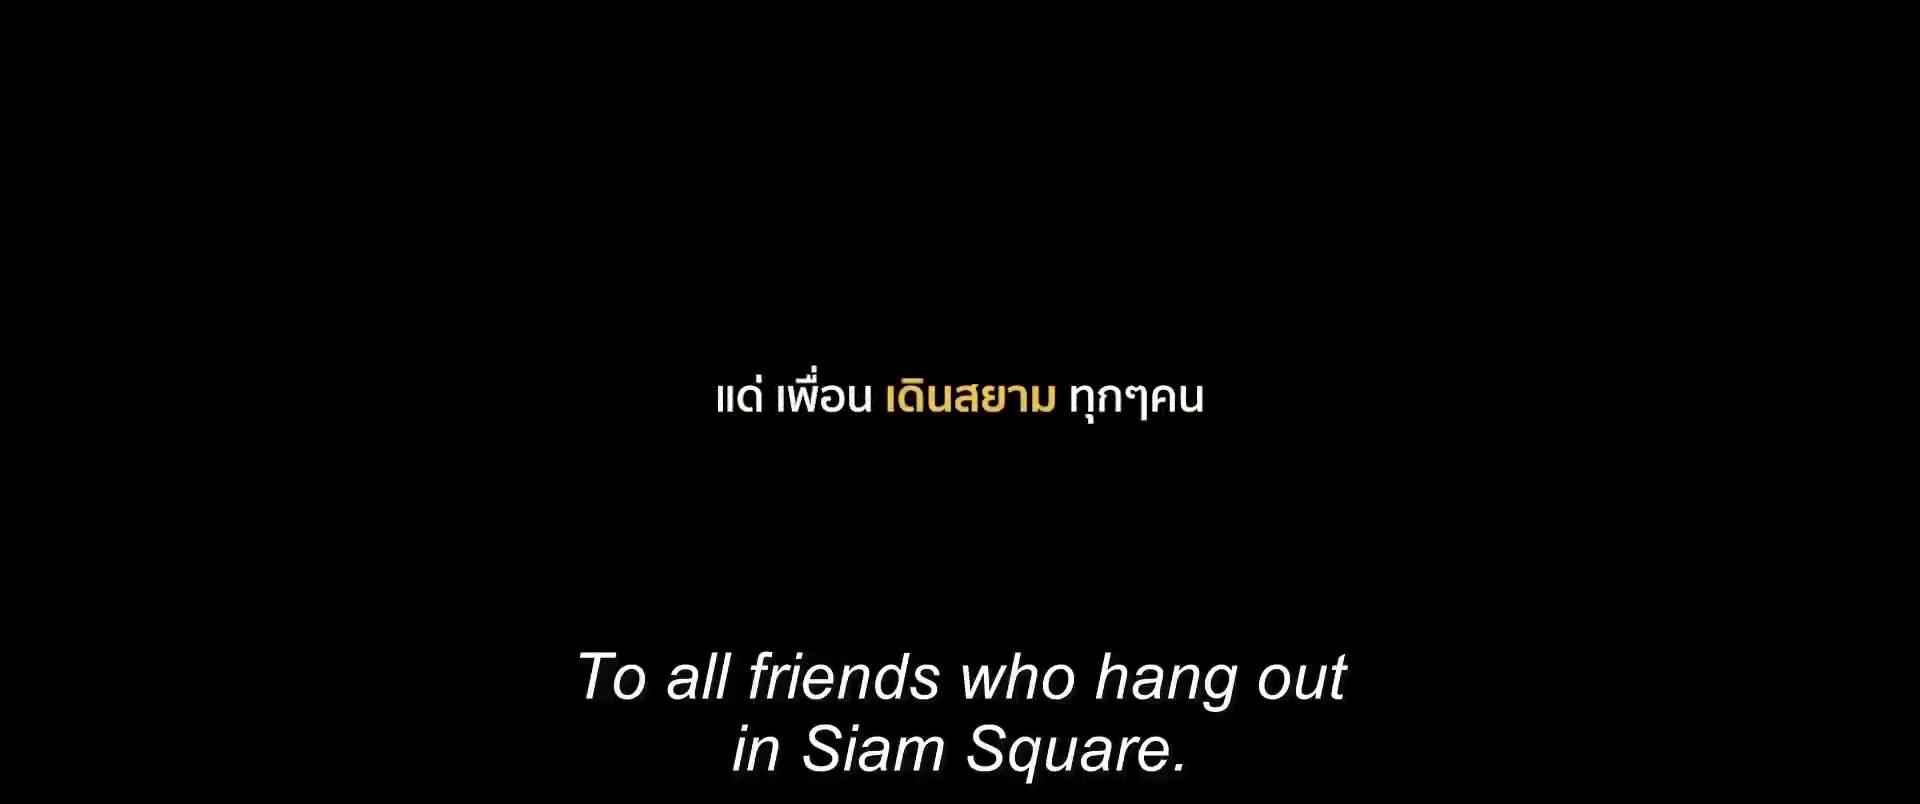 แด่ เพื่อน เดินสยาม ทุกๆคน
To all friends who hang out
in Siam Square.